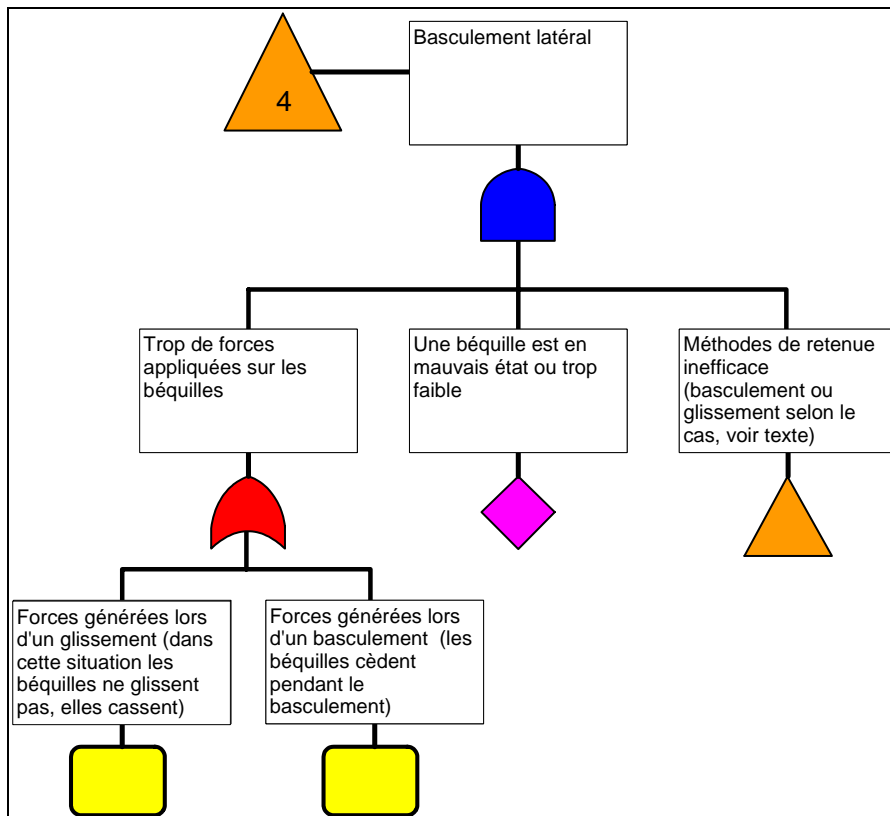 Basculement latéral
4
Trop de forces
appliquées sur les
béquilles
Une béquille est en
mauvais état ou trop
faible
Méthodes de retenue
inefficace
(basculement ou
glissement selon le
cas, voir texte)
Forces générées lors
d'un glissement (dans
cette situation les
béquilles ne glissent
pas, elles cassent)
Forces générées lors
d'un basculement (les
béquilles cèdent
pendant le
basculement)